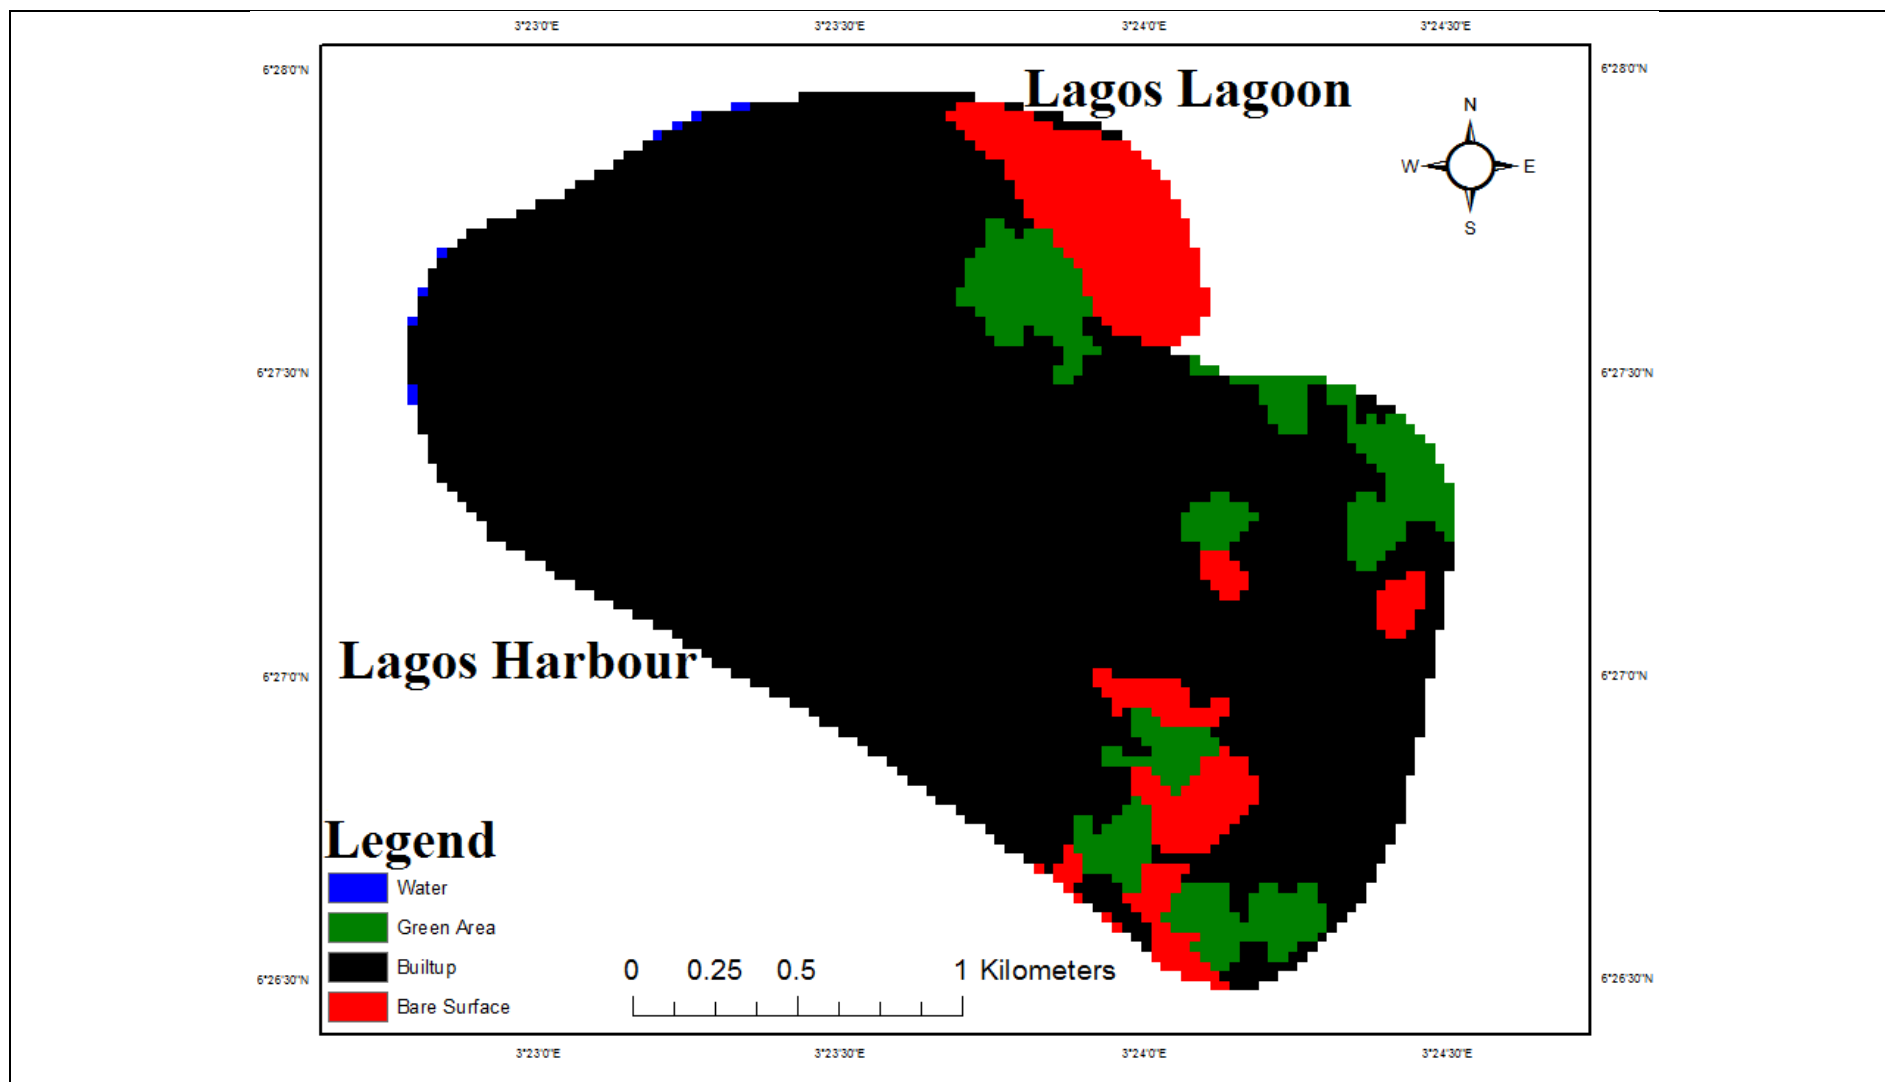 3°23'0"E 3°23'30"E 3°24'0"E 3°24'30"E
6°28'0"N 6°28'0"N
Lagos Lagoon
N
W E
S
6°27'30"N 6°27'30"N
Lagos Harbour
6°27'0"N 6°27'0"N
Legend
Water
Green Area
Builtup
Bare Surface
0 0.25 0.5 1 Kilometers
6°26'30"N 6°26'30"N
3°23'0"E 3°23'30"E 3°24'0"E 3°24'30"E